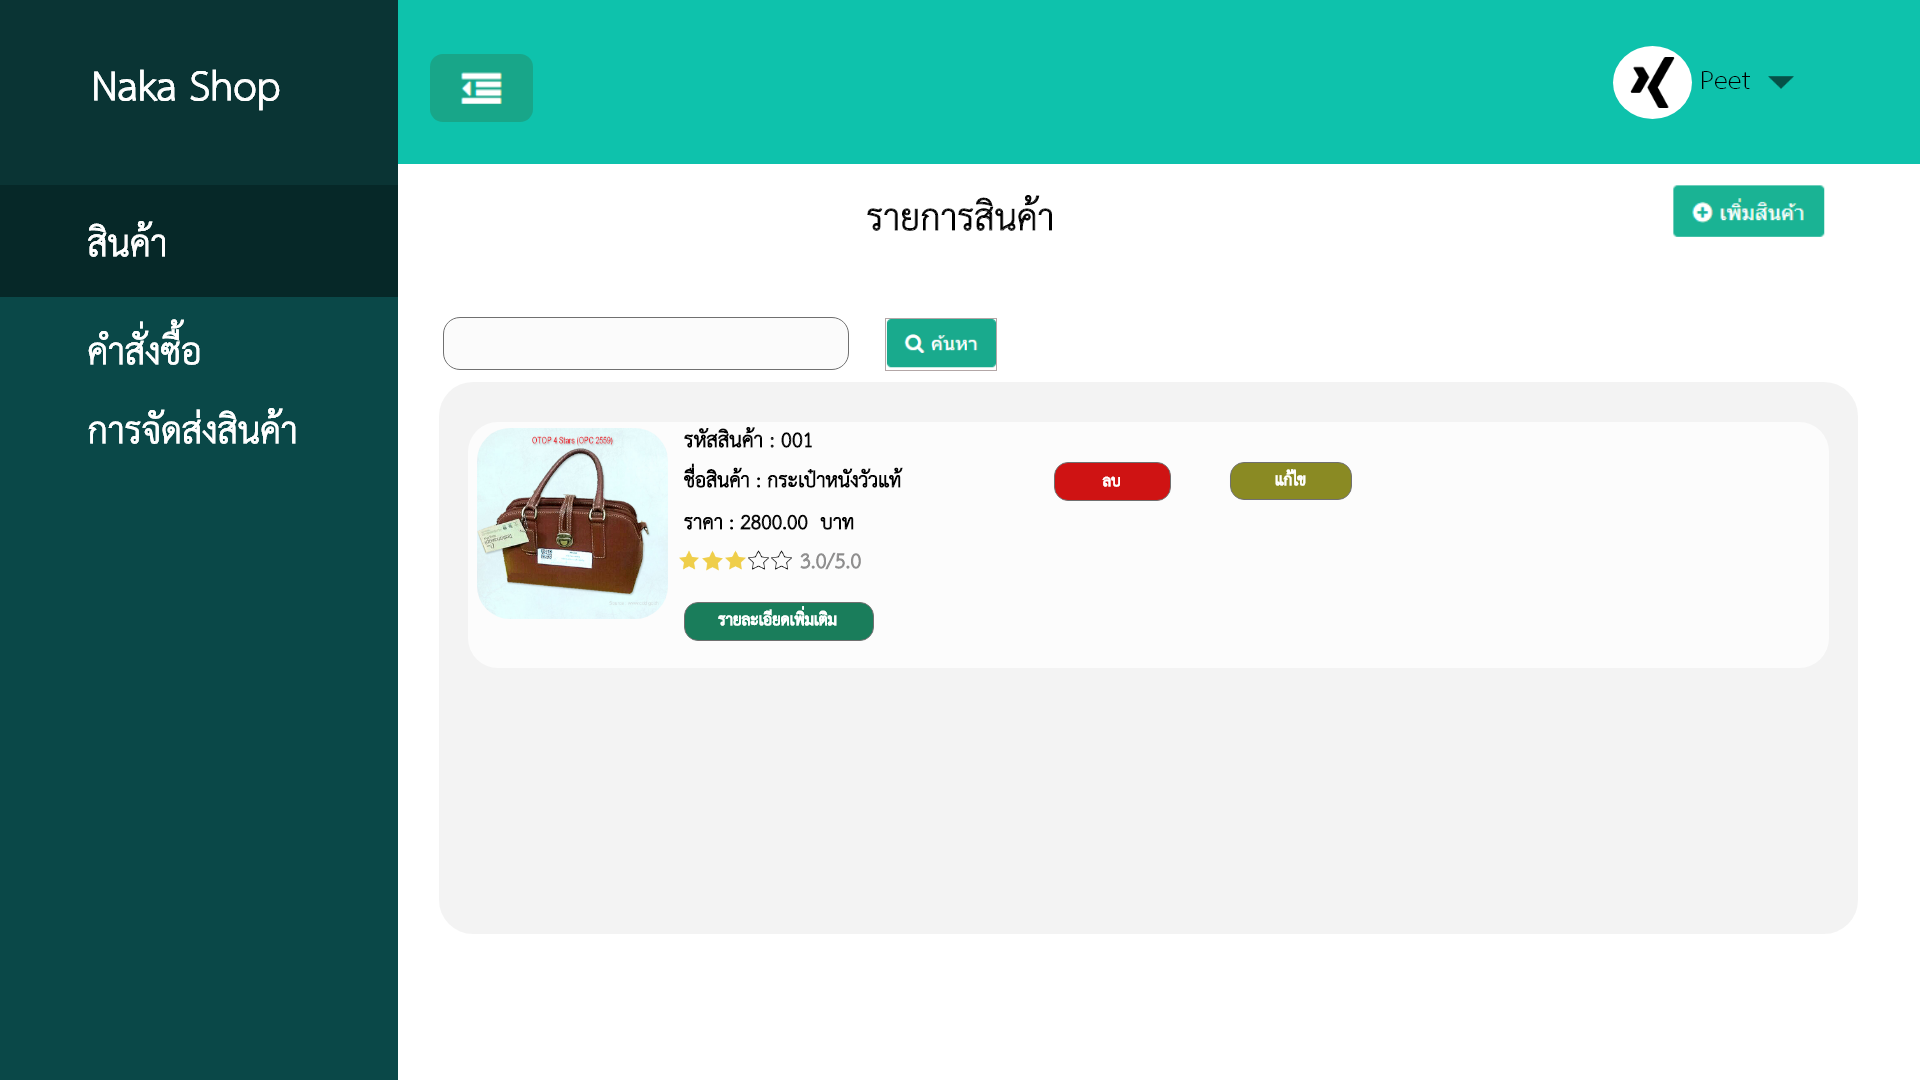 Naka Shop
Peet
สินค้า
คำสั่งซื้อ
การจัดส่งสินค้า
รายการสินค้า
เพิ่มสินค้า
ค้นหา
OTOP 4 Stars (OPC 2559)
รหัสสินค้า : 001
ชื่อสินค้า : กระเป๋าหนังวัวแท้
ราคา : 2800.00 บาท
3.0/5.0
รายละเอียดเพิ่มเติม
ลบ
แก้ไข